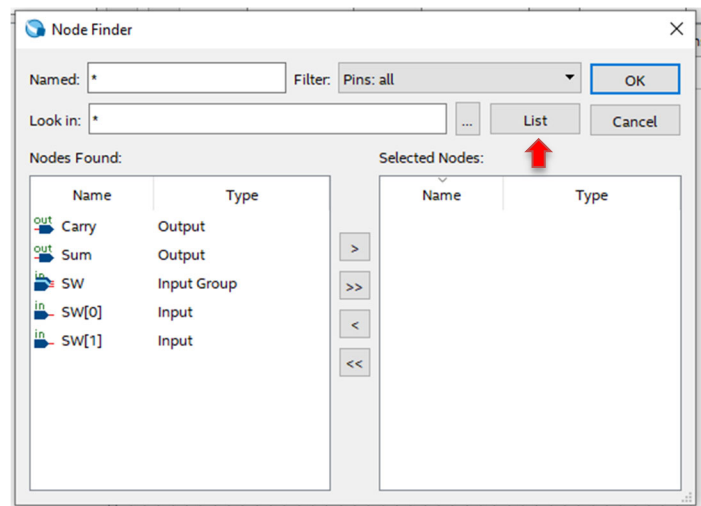 Node Finder
Named: * Filter: Pins: all OK
Look in: * ... List Cancel
Nodes Found: Selected Nodes:
Name Type Name Type
out Carry Output
out Sum Output
in SW Input Group
in SW[0] Input
in SW[1] Input
>
>>
<
<<